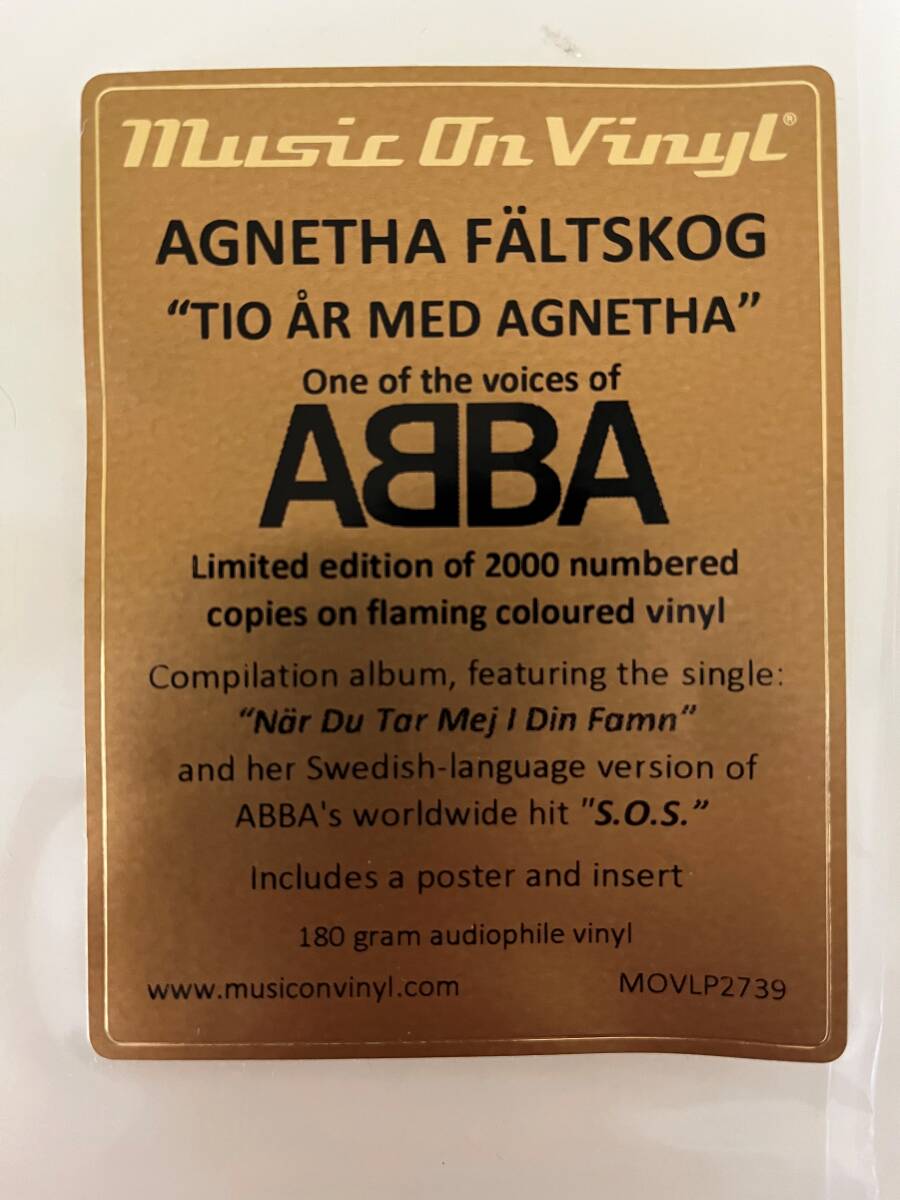 Music On Vinyl®
AGNETHA FÄLTSKOG
“TIO ÅR MED AGNETHA”
One of the voices of
ABBA
Limited edition of 2000 numbered
copies on flaming coloured vinyl
Compilation album, featuring the single:
“När Du Tar Mej I Din Famn”
and her Swedish-language version of
ABBA's worldwide hit "S.O.S.”
Includes a poster and insert
180 gram audiophile vinyl
www.musiconvinyl.com MOVLP2739